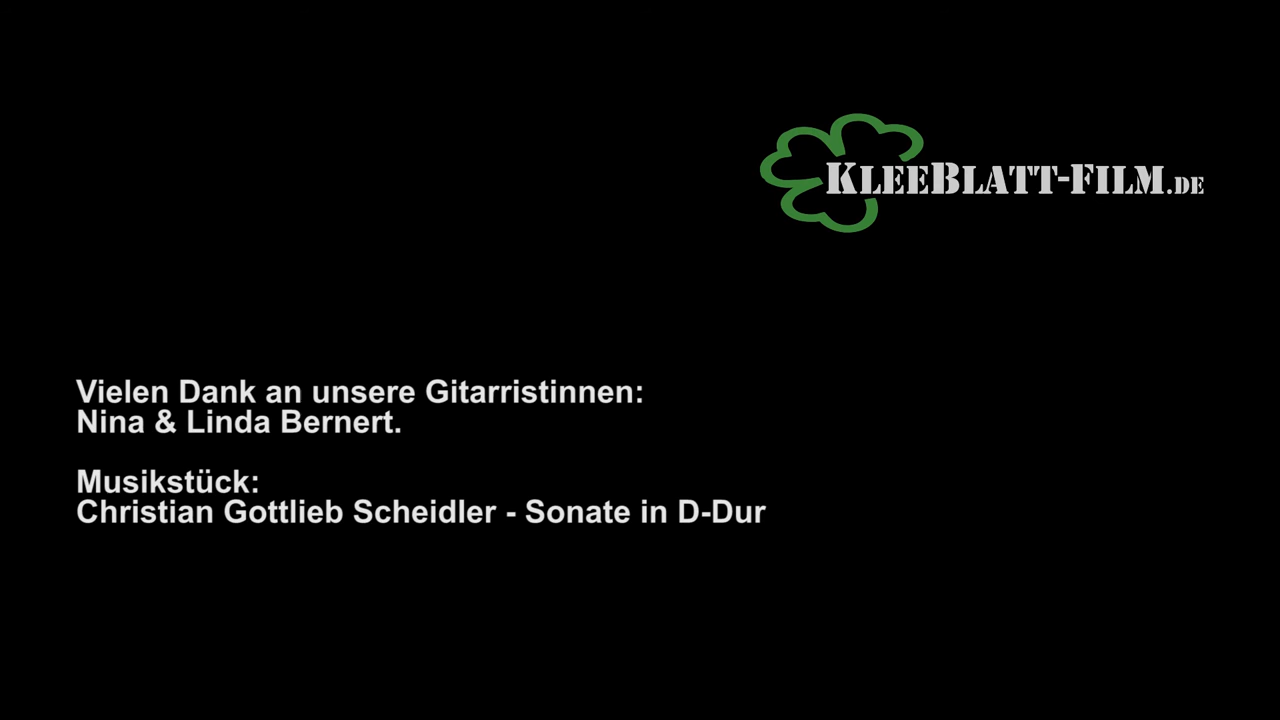 KLEEBLATT-FILM.DE
Vielen Dank an unsere Gitarristinnen:
Nina & Linda Bernert.
Musikstück:
Christian Gottlieb Scheidler - Sonate in D-Dur